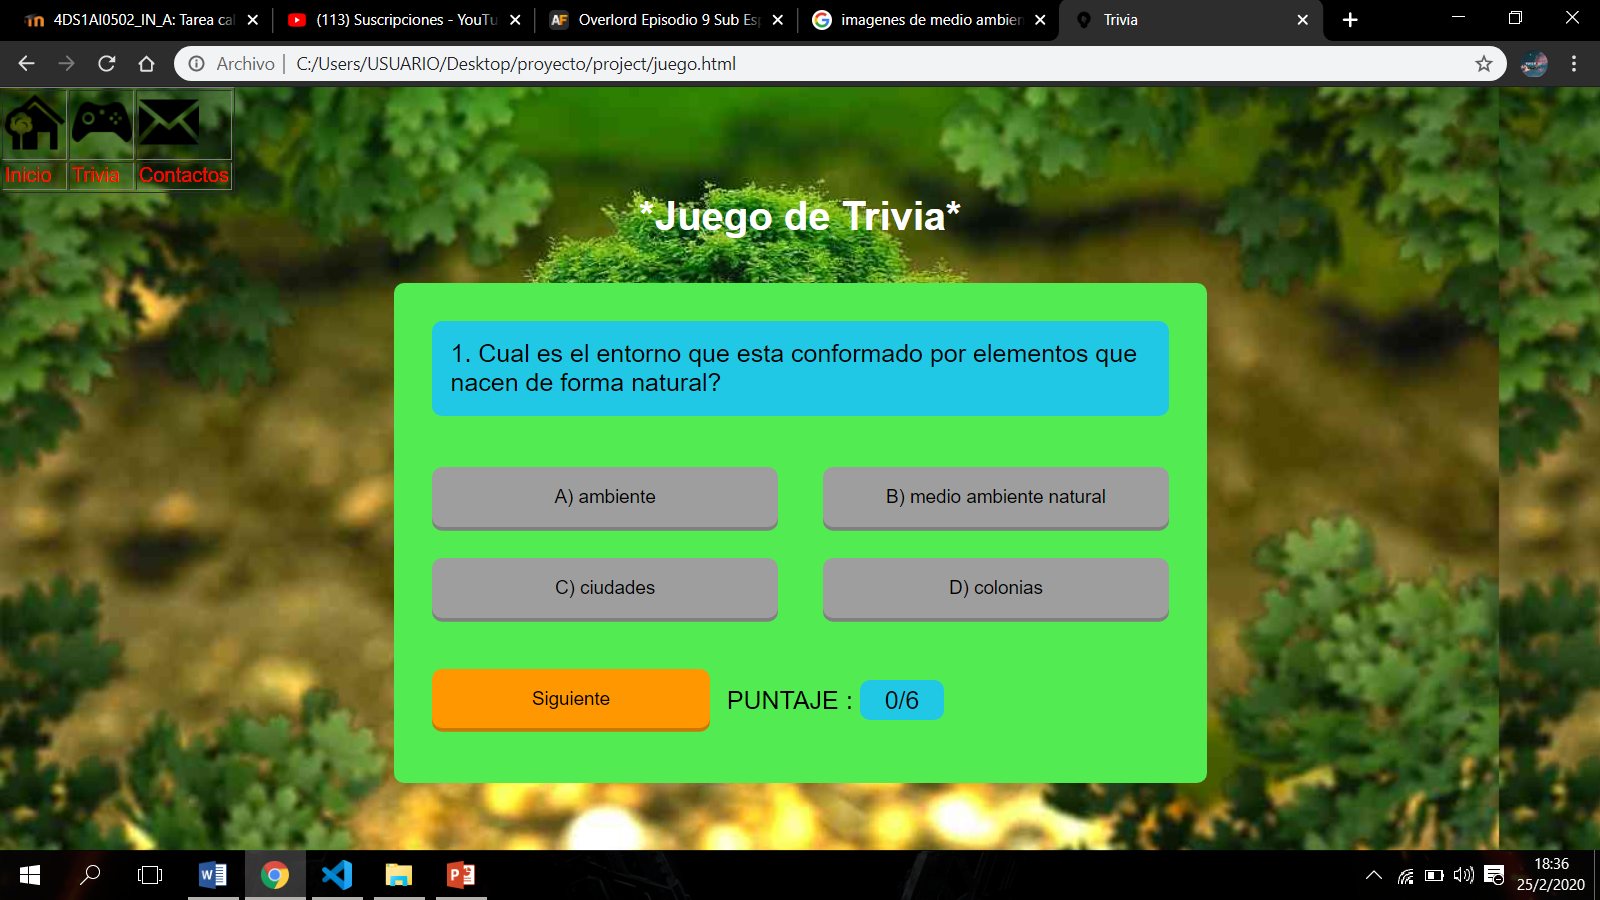 4DS1AI0502_IN_A: Tarea cal
(113) Suscripciones - YouTu
Overlord Episodio 9 Sub Esp
imagenes de medio ambien
Trivia
Archivo | C:/Users/USUARIO/Desktop/proyecto/project/juego.html
Inicio Trivia Contactos
*Juego de Trivia*
1. Cual es el entorno que esta conformado por elementos que
nacen de forma natural?
A) ambiente
B) medio ambiente natural
C) ciudades
D) colonias
Siguiente
PUNTAJE : 0/6
18:36
25/2/2020